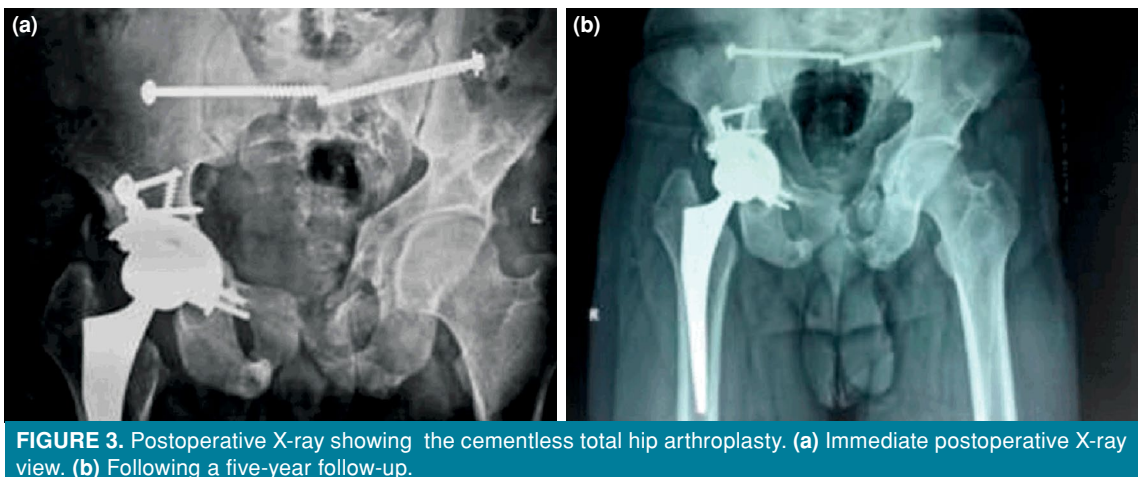 (a)
(b)
L
R
FIGURE 3. Postoperative X-ray showing the cementless total hip arthroplasty. (a) Immediate postoperative X-ray
view. (b) Following a five-year follow-up.